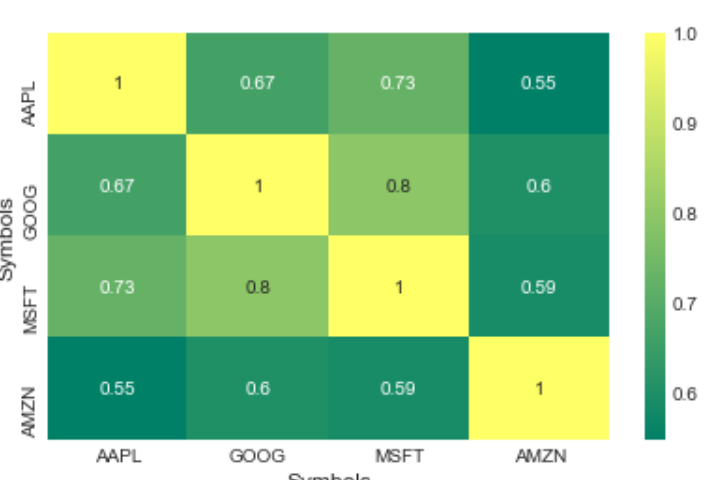 AAPL 1 0.67 0.73 0.55
GOOG 0.67 1 0.8 0.6
MSFT 0.73 0.8 1 0.59
AMZN 0.55 0.6 0.59 1
Symbols
AAPL GOOG MSFT AMZN
Symbols
1.0
0.9
0.8
0.7
0.6